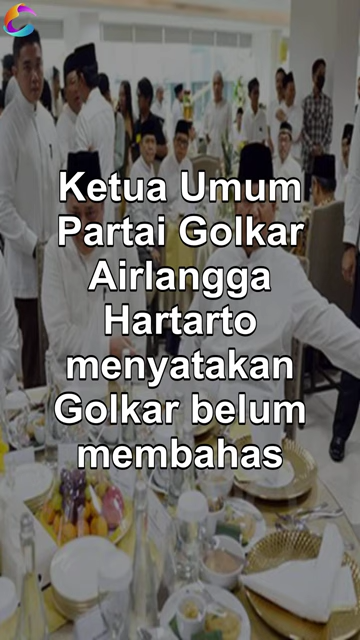 Ketua Umum
Partai Golkar
Airlangga
Hartarto
menyatakan
Golkar belum
membahas